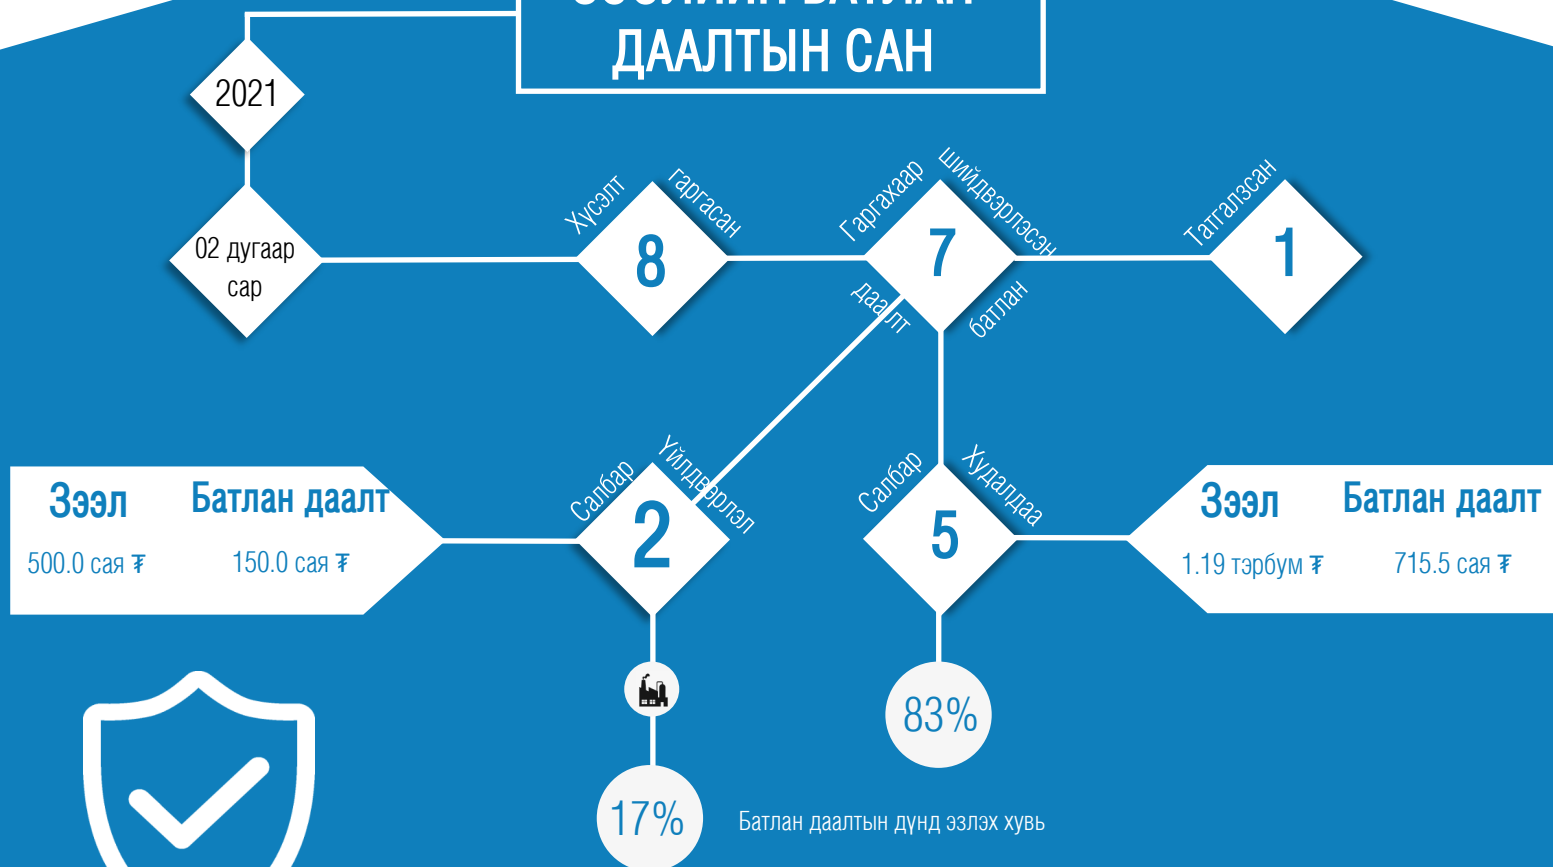 ДААЛТЫН САН
2021
02 дугаар
сар
Хүсэлт гаргасан
8
Гаргахаар шийдвэрлэсэн
7
батлан даалт
Татгалзсан
1
Салбар Үйлдвэрлэл
2
Салбар Худалдаа
5
Зээл Батлан даалт
500.0 сая ₮ 150.0 сая ₮
Зээл Батлан даалт
1.19 тэрбум ₮ 715.5 сая ₮
83%
17%
Батлан даалтын дүнд эзлэх хувь